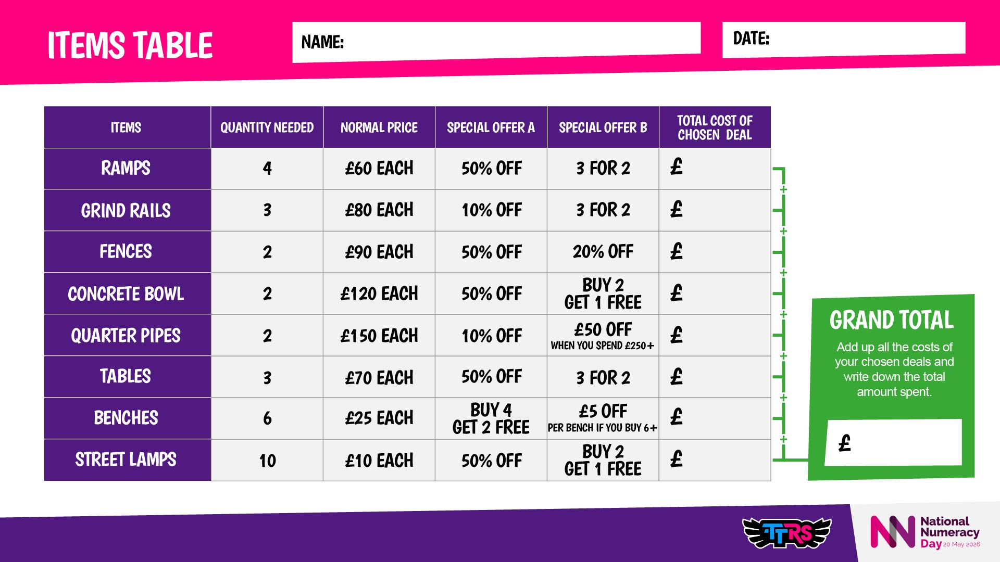 ITEMS TABLE
NAME:
DATE:
ITEMS
QUANTITY NEEDED
NORMAL PRICE
SPECIAL OFFER A
SPECIAL OFFER B
TOTAL COST OF
CHOSEN DEAL
RAMPS
4
£60 EACH
50% OFF
3 FOR 2
£
GRIND RAILS
3
£80 EACH
10% OFF
3 FOR 2
£
FENCES
2
£90 EACH
50% OFF
20% OFF
£
CONCRETE BOWL
2
£120 EACH
50% OFF
BUY 2
GET 1 FREE
£
QUARTER PIPES
2
£150 EACH
10% OFF
£50 OFF
WHEN YOU SPEND £250+
£
TABLES
3
£70 EACH
50% OFF
3 FOR 2
£
BENCHES
6
£25 EACH
BUY 4
GET 2 FREE
£5 OFF
PER BENCH IF YOU BUY 6+
£
STREET LAMPS
10
£10 EACH
50% OFF
BUY 2
GET 1 FREE
£
+
+
+
+
+
+
+
GRAND TOTAL
Add up all the costs of
your chosen deals and
write down the total
amount spent.
£
TTRS
National
Numeracy
Day 20 May 2026